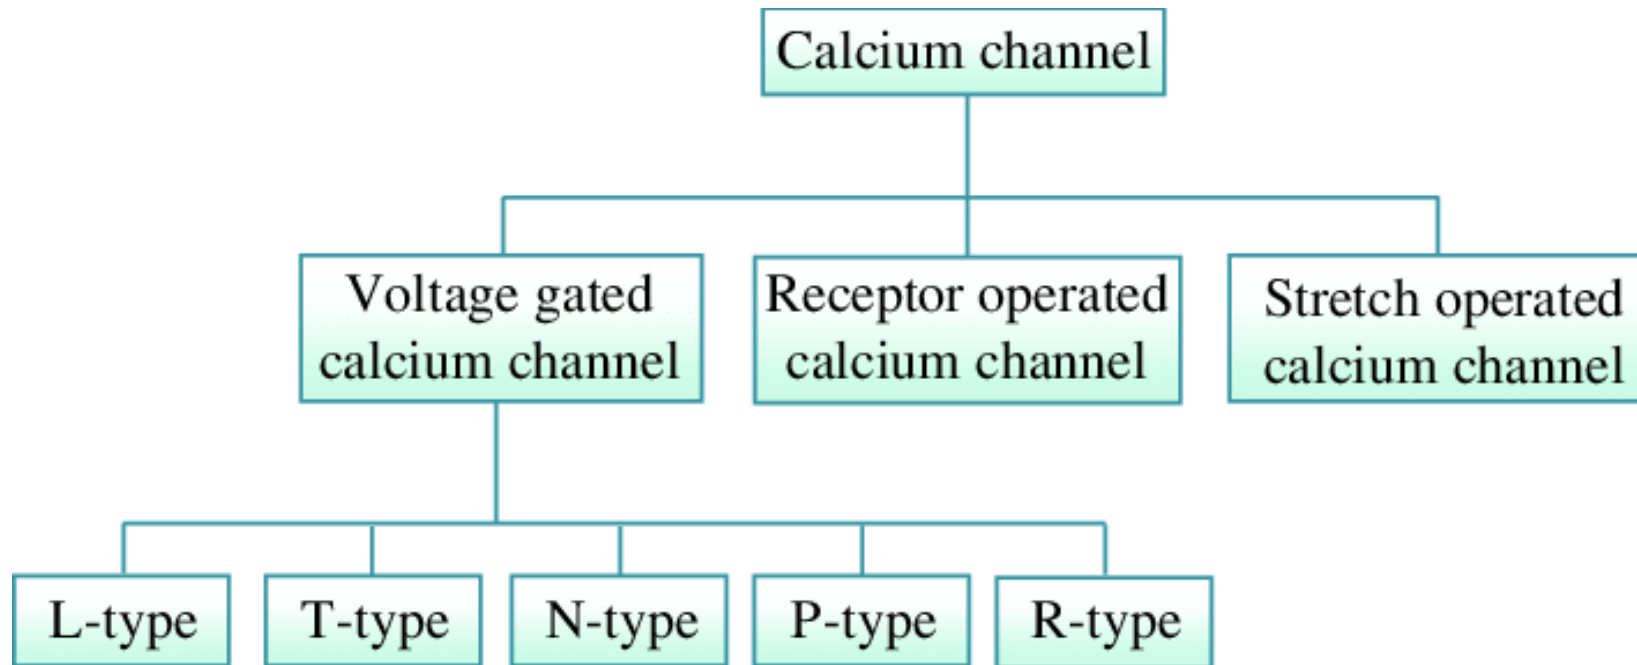 Calcium channel
Voltage gated
calcium channel
Receptor operated
calcium channel
Stretch operated
calcium channel
L-type
T-type
N-type
P-type
R-type